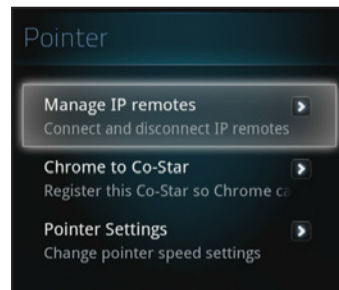 Pointer
Manage IP remotes
Connect and disconnect IP remotes
Chrome to Co-Star
Register this Co-Star so Chrome ca
Pointer Settings
Change pointer speed settings